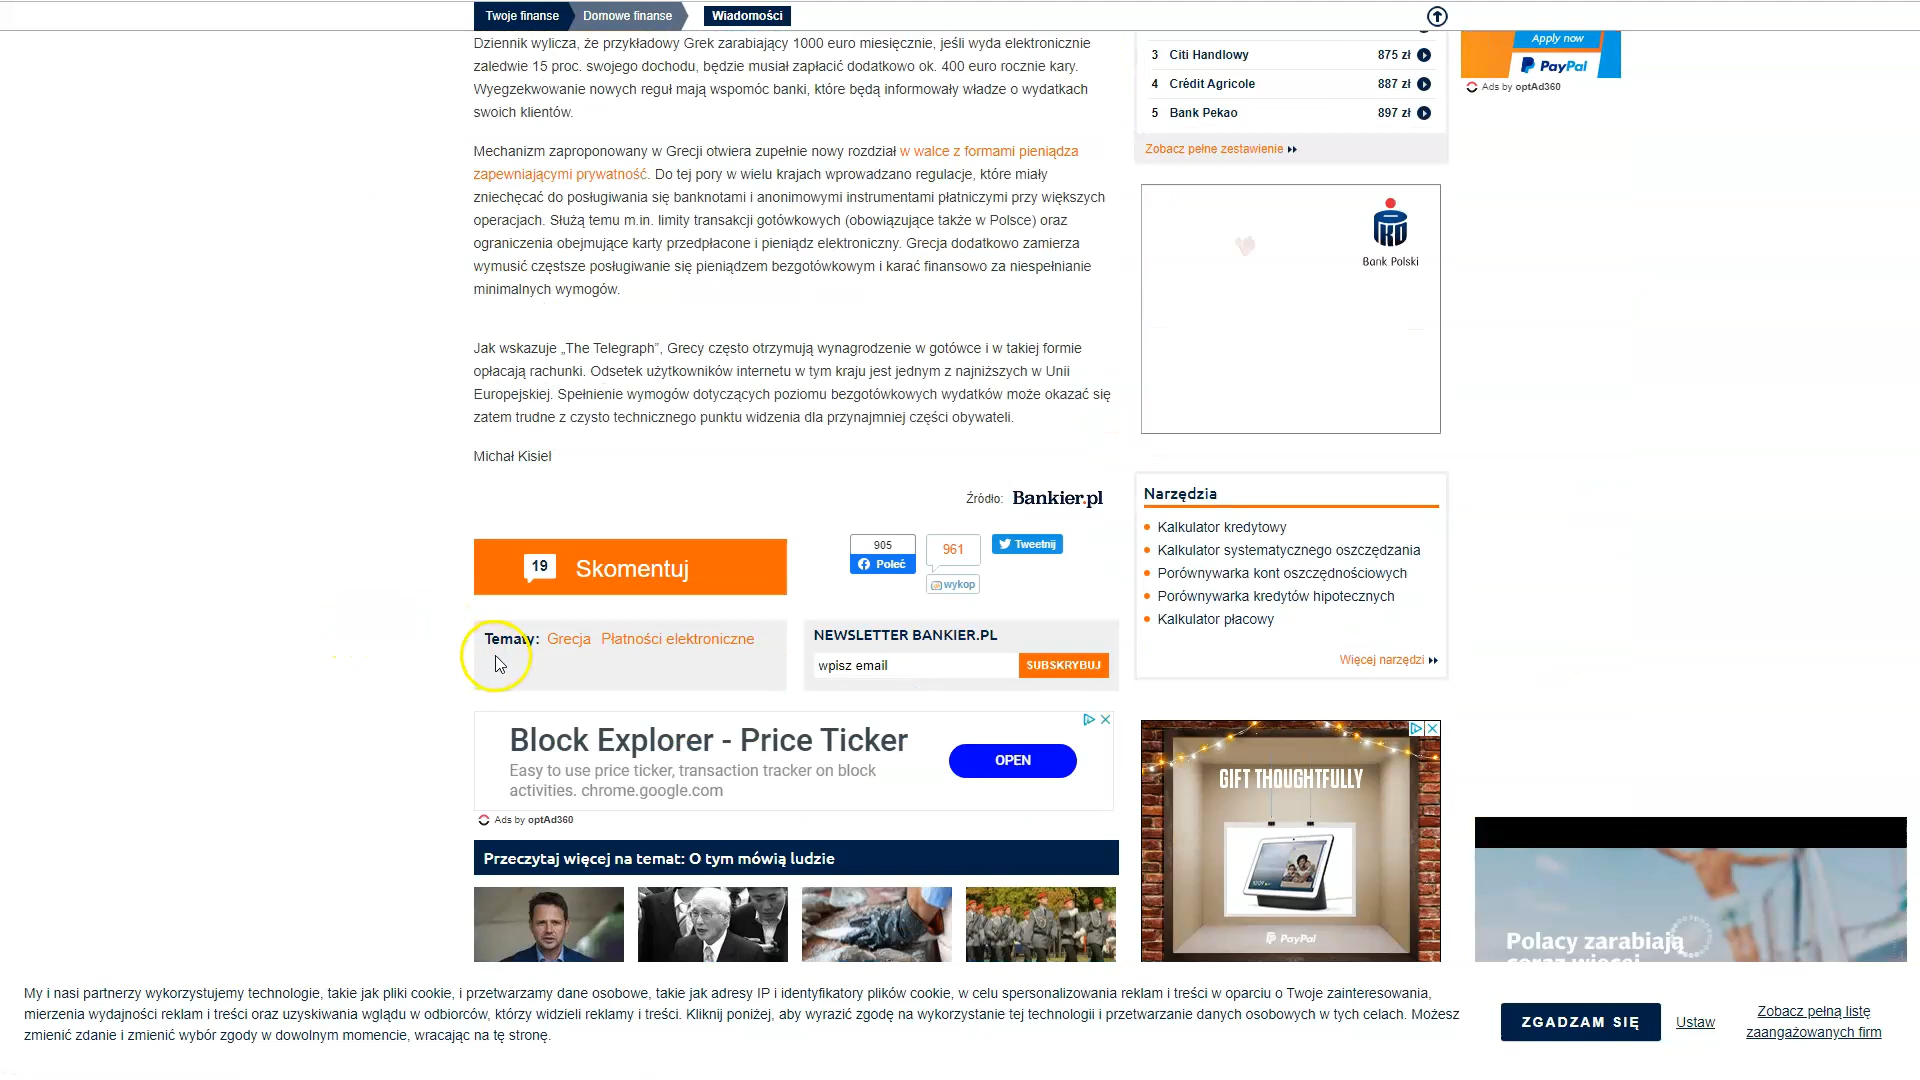 Twoje finanse
Domowe finanse
Wiadomości
Dziennik wylicza, że przykładowy Grek zarabiający 1000 euro miesięcznie, jeśli wyda elektronicznie
zaledwie 15 proc. swojego dochodu, będzie musiał zapłacić dodatkowo ok. 400 euro rocznie kary.
Wyegzekwowanie nowych reguł mają wspomóc banki, które będą informowały władze o wydatkach
swoich klientów.
Mechanizm zaproponowany w Grecji otwiera zupełnie nowy rozdział w walce z formami pieniądza
zapewniającymi prywatność. Do tej pory w wielu krajach wprowadzano regulacje, które miały
zniechęcać do posługiwania się banknotami i anonimowymi instrumentami płatniczymi przy większych
operacjach. Służą temu m.in. limity transakcji gotówkowych (obowiązujące także w Polsce) oraz
ograniczenia obejmujące karty przedpłacone i pieniądz elektroniczny. Grecja dodatkowo zamierza
wymusić częstsze posługiwanie się pieniądzem bezgotówkowym i karać finansowo za niespełnianie
minimalnych wymogów.
Jak wskazuje „The Telegraph”, Grecy często otrzymują wynagrodzenie w gotówce i w takiej formie
opłacają rachunki. Odsetek użytkowników internetu w tym kraju jest jednym z najniższych w Unii
Europejskiej. Spełnienie wymogów dotyczących poziomu bezgotówkowych wydatków może okazać się
zatem trudne z czysto technicznego punktu widzenia dla przynajmniej części obywateli.
Michał Kisiel
Źródło: Bankier.pl
19 Skomentuj
905
Poleć
961
wykop
Tweetnij
Tematy: Grecja Płatności elektroniczne
NEWSLETTER BANKIER.PL
wpisz email SUBSKRYBUJ
Block Explorer - Price Ticker
Easy to use price ticker, transaction tracker on block
activities. chrome.google.com
OPEN
Ads by optAd360
Przeczytaj więcej na temat: O tym mówią ludzie
3 Citi Handlowy 875 zł
4 Crédit Agricole 887 zł
5 Bank Pekao 897 zł
Zobacz pełne zestawienie
Bank Polski
Narzędzia
Kalkulator kredytowy
Kalkulator systematycznego oszczędzania
Porównywarka kont oszczędnościowych
Porównywarka kredytów hipotecznych
Kalkulator płacowy
Więcej narzędzi
GIFT THOUGHTFULLY
PayPal
Apply now
PayPal
Ads by optAd360
Polacy zarabiają
coraz więcej
My i nasi partnerzy wykorzystujemy technologie, takie jak pliki cookie, i przetwarzamy dane osobowe, takie jak adresy IP i identyfikatory plików cookie, w celu spersonalizowania reklam i treści w oparciu o Twoje zainteresowania,
mierzenia wydajności reklam i treści oraz uzyskiwania wglądu w odbiorców, którzy widzieli reklamy i treści. Kliknij poniżej, aby wyrazić zgodę na wykorzystanie tej technologii i przetwarzanie danych osobowych w tych celach. Możesz
zmienić zdanie i zmienić wybór zgody w dowolnym momencie, wracając na tę stronę.
ZGADZAM SIĘ
Ustaw
Zobacz pełną listę
zaangażowanych firm